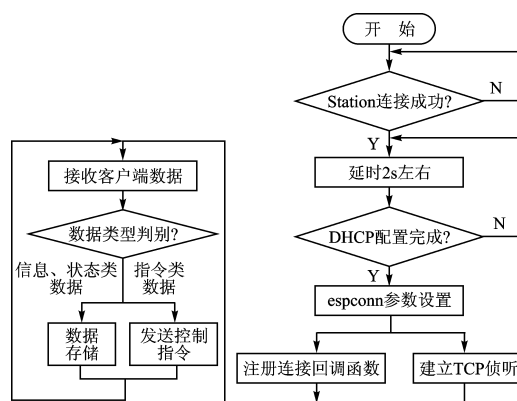 开 始
Station连接成功?
N
Y
延时2s左右
DHCP配置完成?
N
Y
espconn参数设置
注册连接回调函数
建立TCP侦听
接收客户端数据
数据类型判别?
信息、状态类
数据
指令类
数据
数据
存储
发送控制
指令